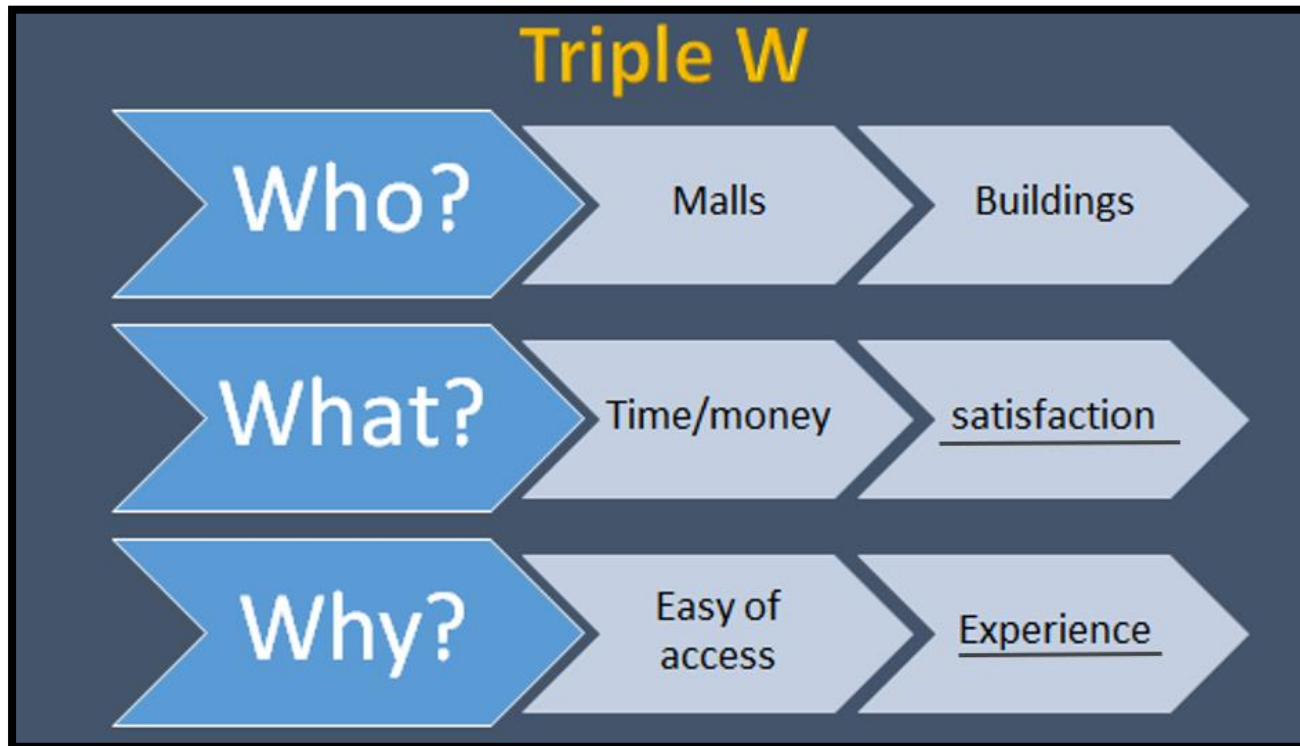 Triple W
Who?
Malls
Buildings
What?
Time/money
satisfaction
Why?
Easy of
access
Experience